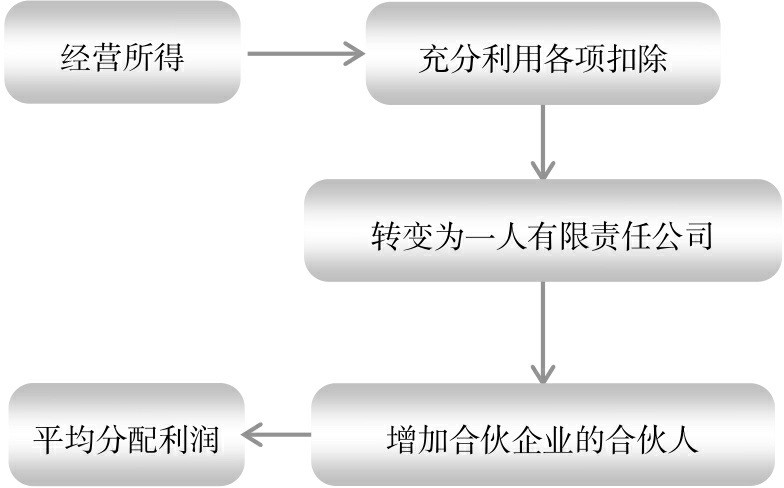 经营所得
充分利用各项扣除
转变为一人有限责任公司
增加合伙企业的合伙人
平均分配利润